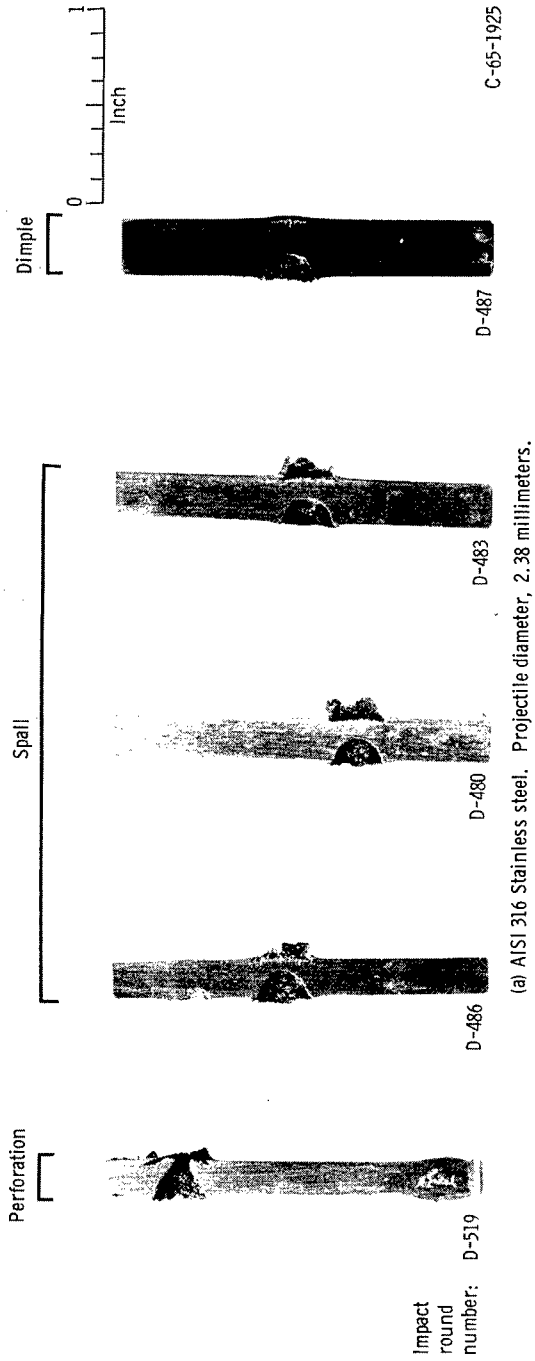 Perforation
Spall
Dimple
0 1
Inch
Impact
round
number:
D-519
D-486
D-480
D-483
D-487
C-65-1925
(a) AISI 316 Stainless steel. Projectile diameter, 2.38 millimeters.